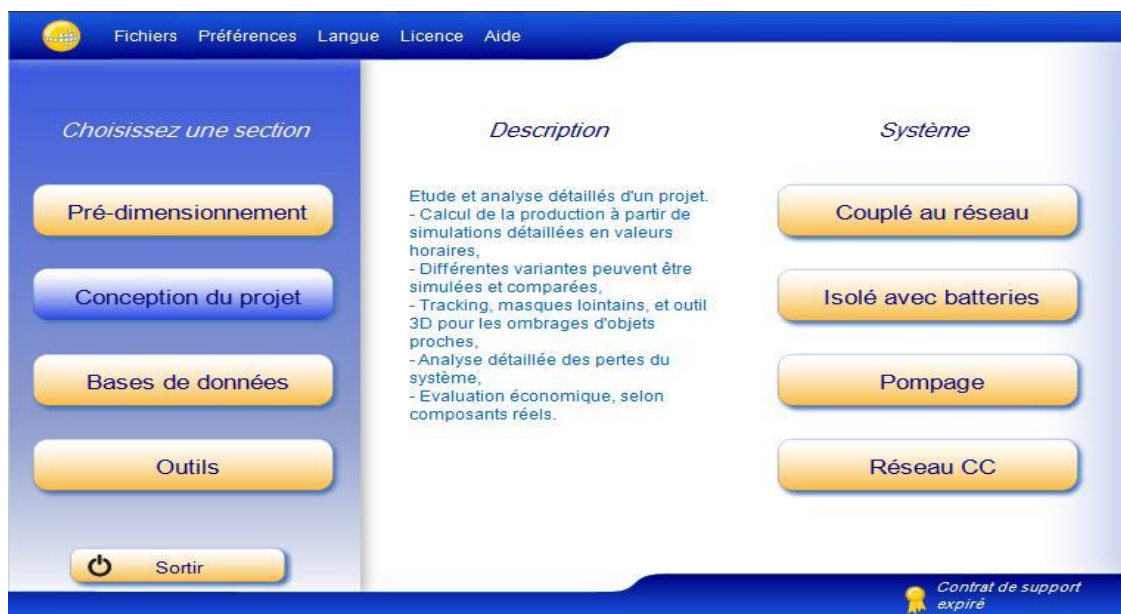 Fichiers Préférences Langue Licence Aide
Choisissez une section
Pré-dimensionnement
Conception du projet
Bases de données
Outils
Sortir
Description
Etude et analyse détaillés d'un projet.
- Calcul de la production à partir de
simulations détaillées en valeurs
horaires,
- Différentes variantes peuvent être
simulées et comparées,
- Tracking, masques lointains, et outil
3D pour les ombrages d'objets
proches,
- Analyse détaillée des pertes du
système,
- Evaluation économique, selon
composants réels.
Système
Couplé au réseau
Isolé avec batteries
Pompage
Réseau CC
Contrat de support
expiré